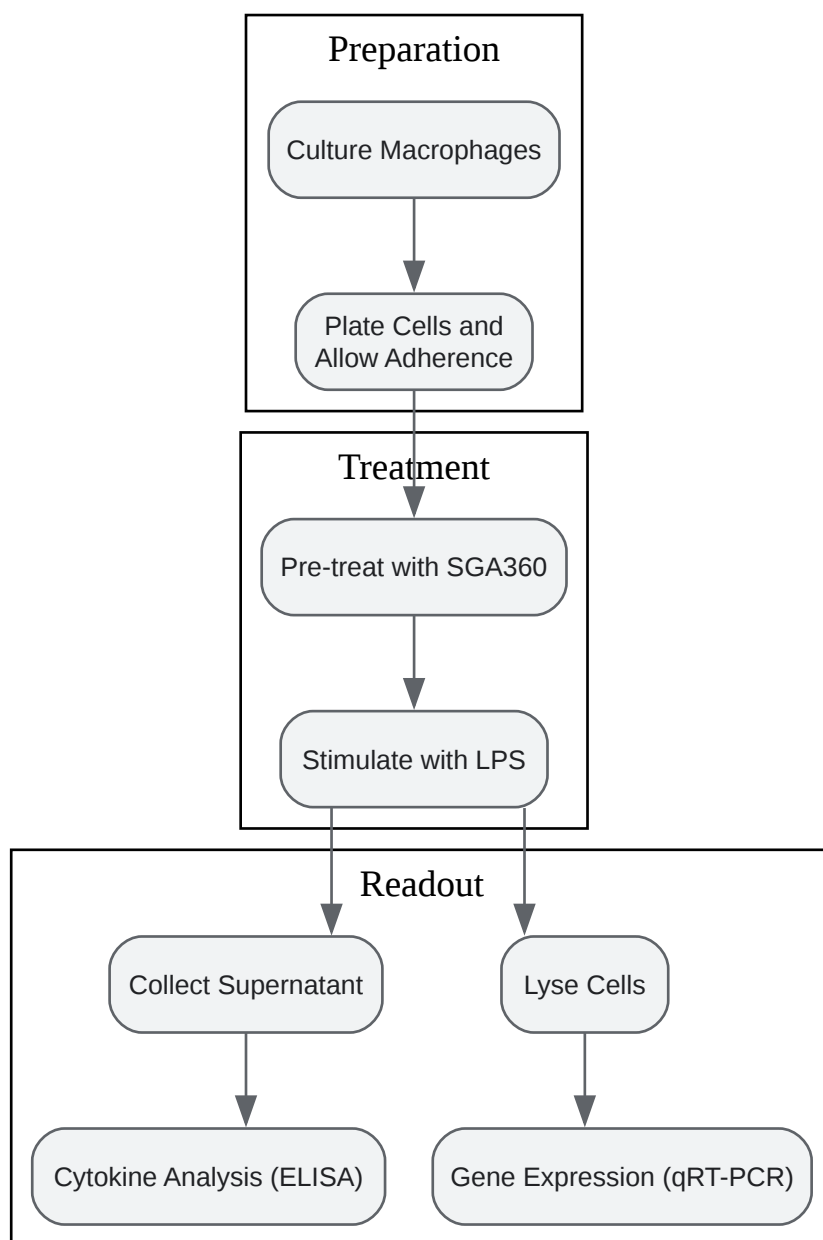 Preparation
Culture Macrophages
Plate Cells and
Allow Adherence
Treatment
Pre-treat with SGA360
Stimulate with LPS
Readout
Collect Supernatant
Lyse Cells
Cytokine Analysis (ELISA)
Gene Expression (qRT-PCR)